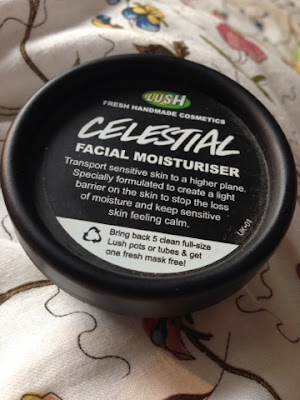 LUSH
FRESH HANDMADE COSMETICS
CELESTIAL
FACIAL MOISTURISER
Transport sensitive skin to a higher plane.
Specially formulated to create a light
barrier on the skin to stop the loss
of moisture and keep sensitive
skin feeling calm.
Bring back 5 clean full-size
Lush pots or tubes & get
one fresh mask free!
UK-01